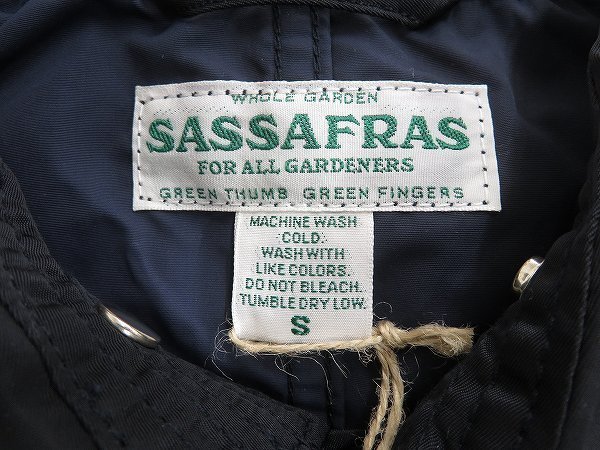 WHOLE GARDEN
SASSAFRAS
FOR ALL GARDENERS
GREEN THUMB GREEN FINGERS
MACHINE WASH
COLD.
WASH WITH
LIKE COLORS.
DO NOT BLEACH.
TUMBLE DRY LOW.
S